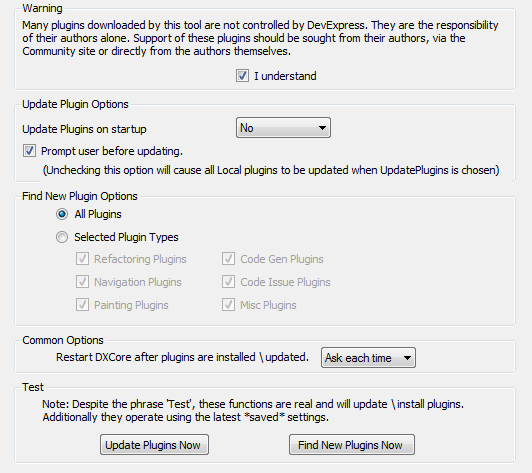 Warning
Many plugins downloaded by this tool are not controlled by DevExpress. They are the responsibility
of their authors alone. Support of these plugins should be sought from their authors, via the
Community site or directly from the authors themselves.
I understand
Update Plugin Options
Update Plugins on startup No
Prompt user before updating.
(Unchecking this option will cause all Local plugins to be updated when UpdatePlugins is chosen)
Find New Plugin Options
All Plugins
Selected Plugin Types
Refactoring Plugins Code Gen Plugins
Navigation Plugins Code Issue Plugins
Painting Plugins Misc Plugins
Common Options
Restart DXCore after plugins are installed \updated. Ask each time
Test
Note: Despite the phrase 'Test', these functions are real and will update \install plugins.
Additionally they operate using the latest *saved* settings.
Update Plugins Now Find New Plugins Now